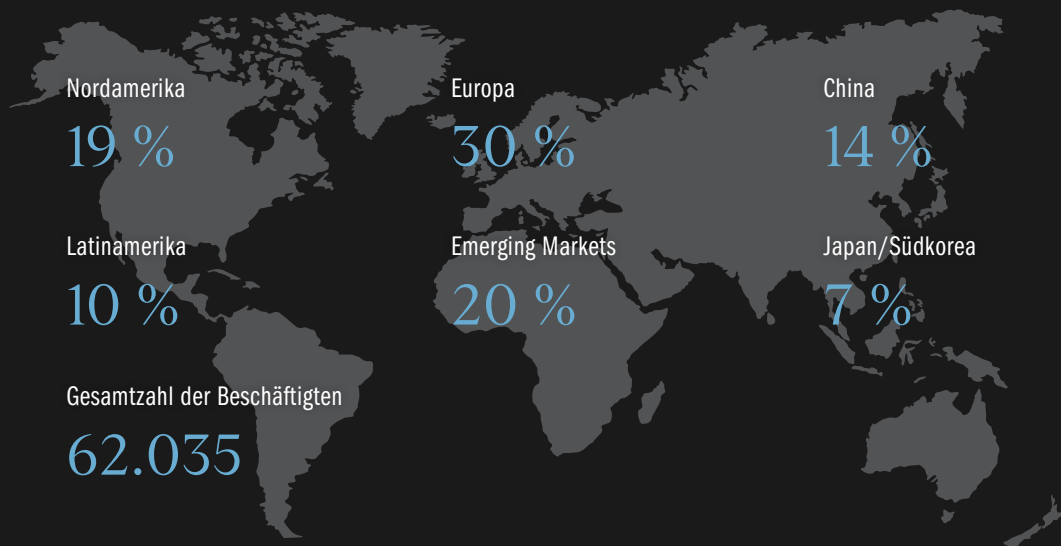 Nordamerika
19 %
Europa
30 %
China
14 %
Latinamerika
10 %
Emerging Markets
20 %
Japan/Südkorea
7 %
Gesamtzahl der Beschäftigten
62.035